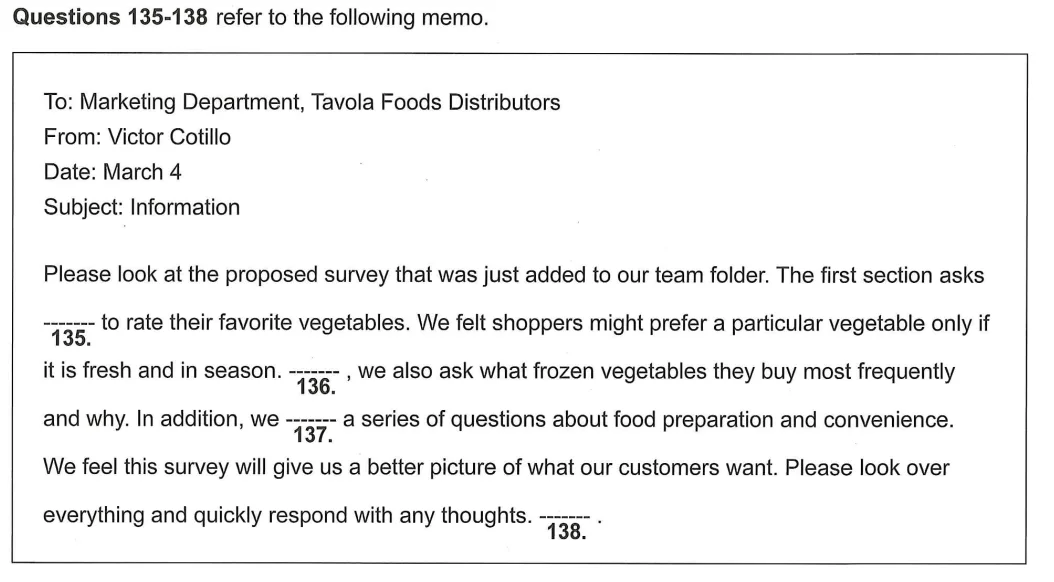 Questions 135-138 refer to the following memo.
To: Marketing Department, Tavola Foods Distributors
From: Victor Cotillo
Date: March 4
Subject: Information
Please look at the proposed survey that was just added to our team folder. The first section asks
------- to rate their favorite vegetables. We felt shoppers might prefer a particular vegetable only if
135.
it is fresh and in season. ------- , we also ask what frozen vegetables they buy most frequently
136.
and why. In addition, we ------- a series of questions about food preparation and convenience.
137.
We feel this survey will give us a better picture of what our customers want. Please look over
everything and quickly respond with any thoughts. ------- .
138.